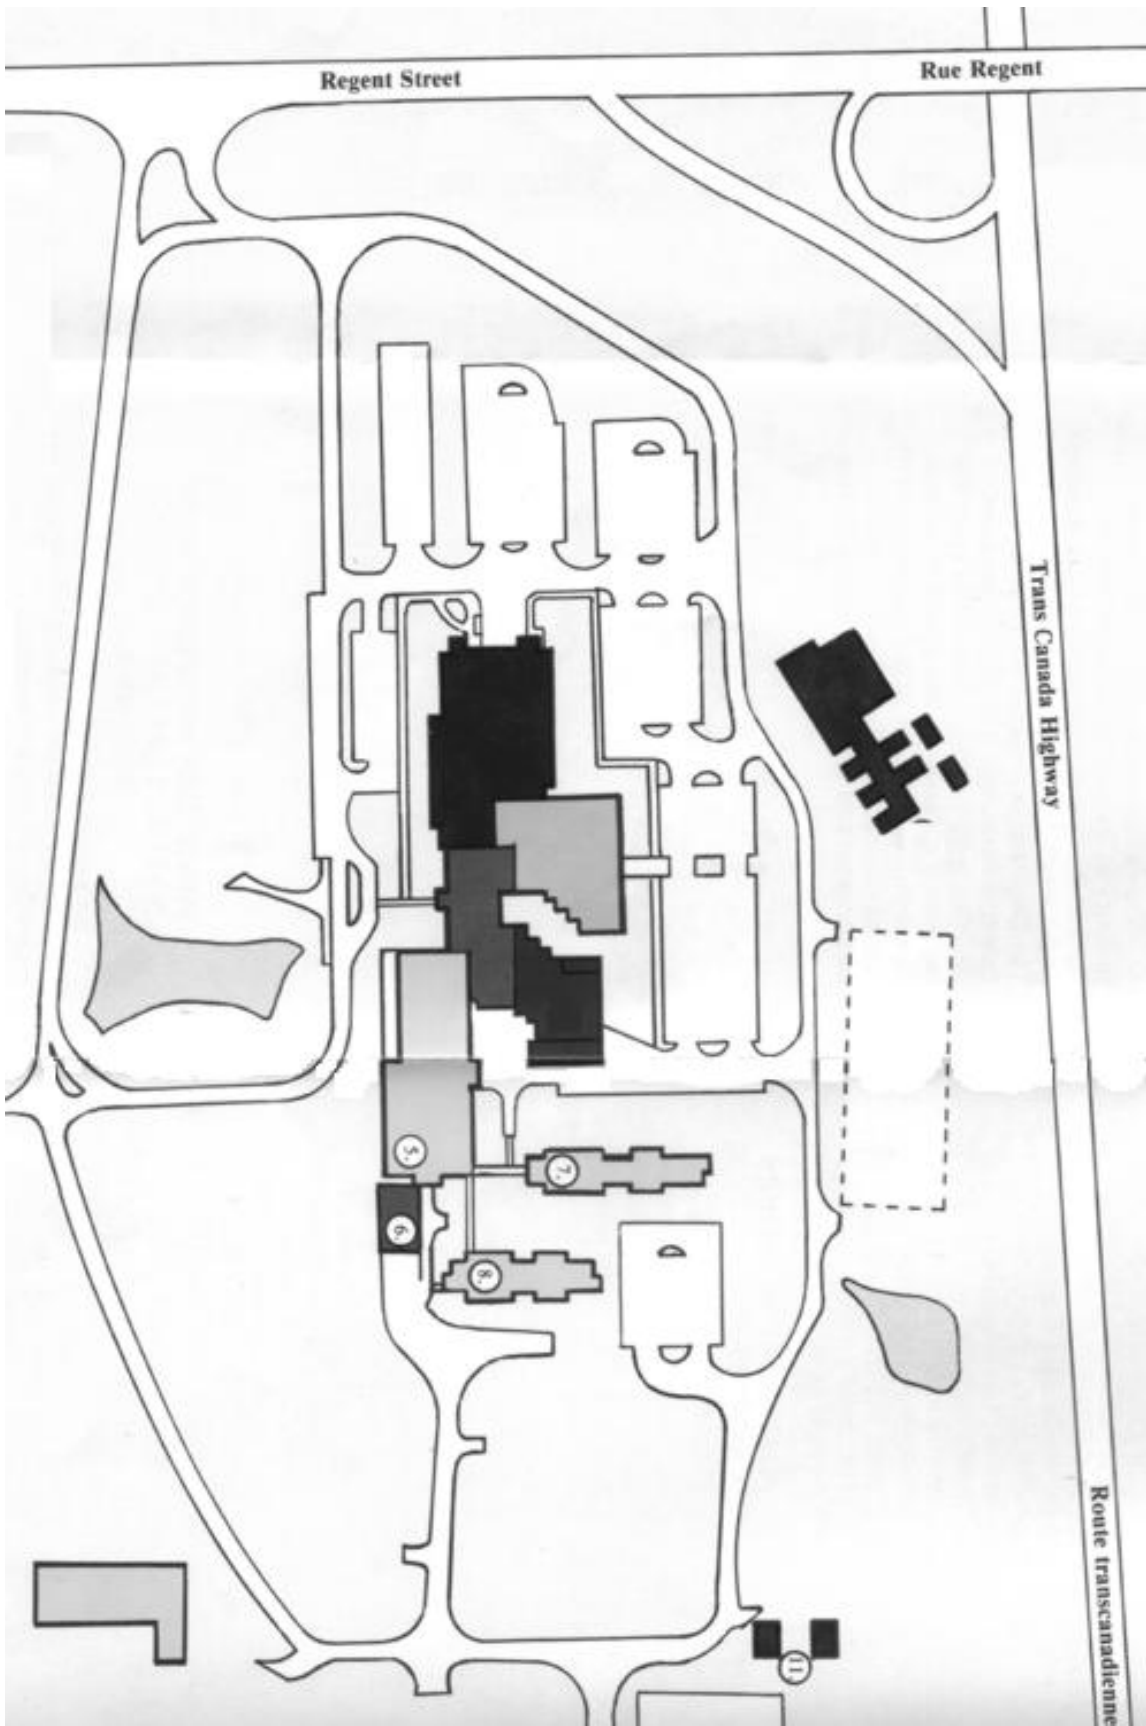 Regent Street
Rue Regent
Trans Canada Highway
5.
7.
6.
8.
Route transcanadienne
11.